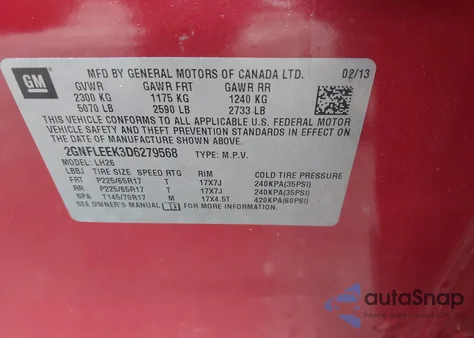 GM
MFD BY GENERAL MOTORS OF CANADA LTD. 02/13
GVWR GAWR FRT GAWR RR
2300 KG 1175 KG 1240 KG
5070 LB 2590 LB 2733 LB
THIS VEHICLE CONFORMS TO ALL APPLICABLE U.S. FEDERAL MOTOR
VEHICLE SAFETY AND THEFT PREVENTION STANDARDS IN EFFECT ON
THE DATE OF MANUFACTURE SHOWN ABOVE.
2GNFLEEK3D6279568 TYPE: M.P.V.
MODEL: LH26
LBBJ TIRE SIZE SPEED RTG RIM COLD TIRE PRESSURE
FRT P225/65R17 T 17X7J 240KPA(35PSI)
RR P225/65R17 T 17X7J 240KPA(35PSI)
SPA T145/70R17 M 17X4.5T 420KPA(60PSI)
SEE OWNER'S MANUAL FOR MORE INFORMATION
autoSnap